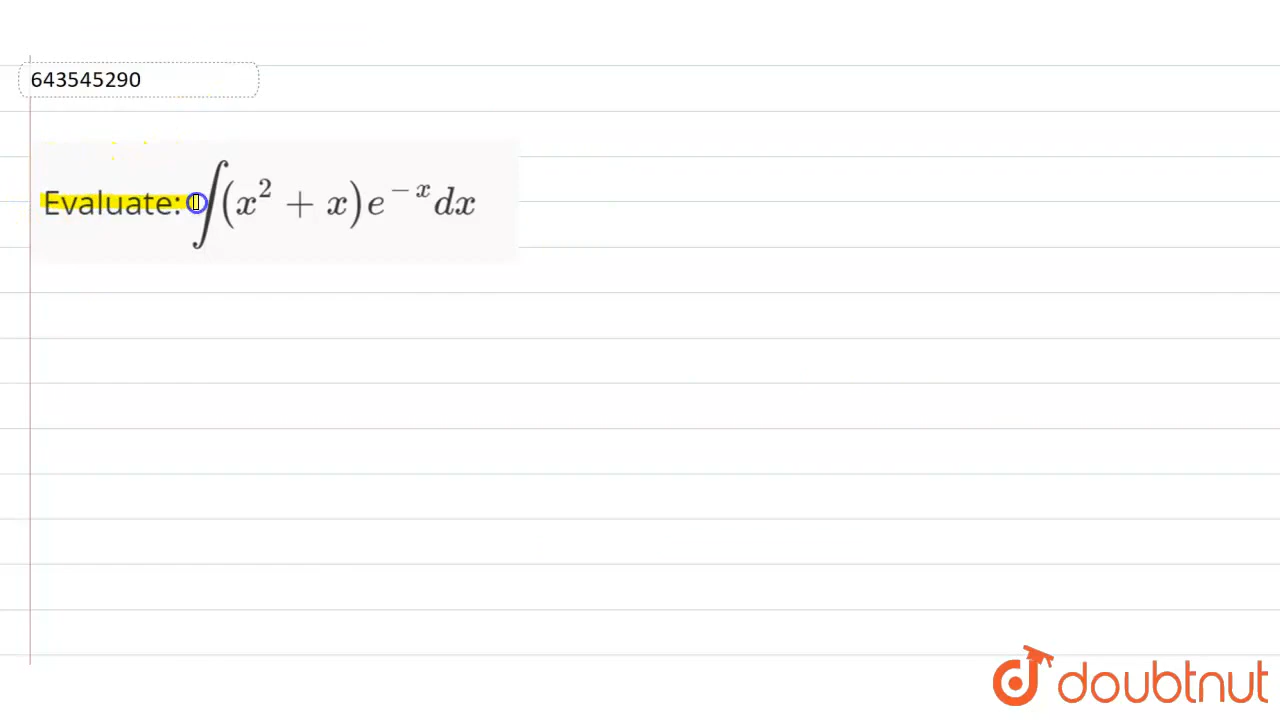 643545290
Evaluate: ∫(x² + x)e⁻ˣdx
doubtnut